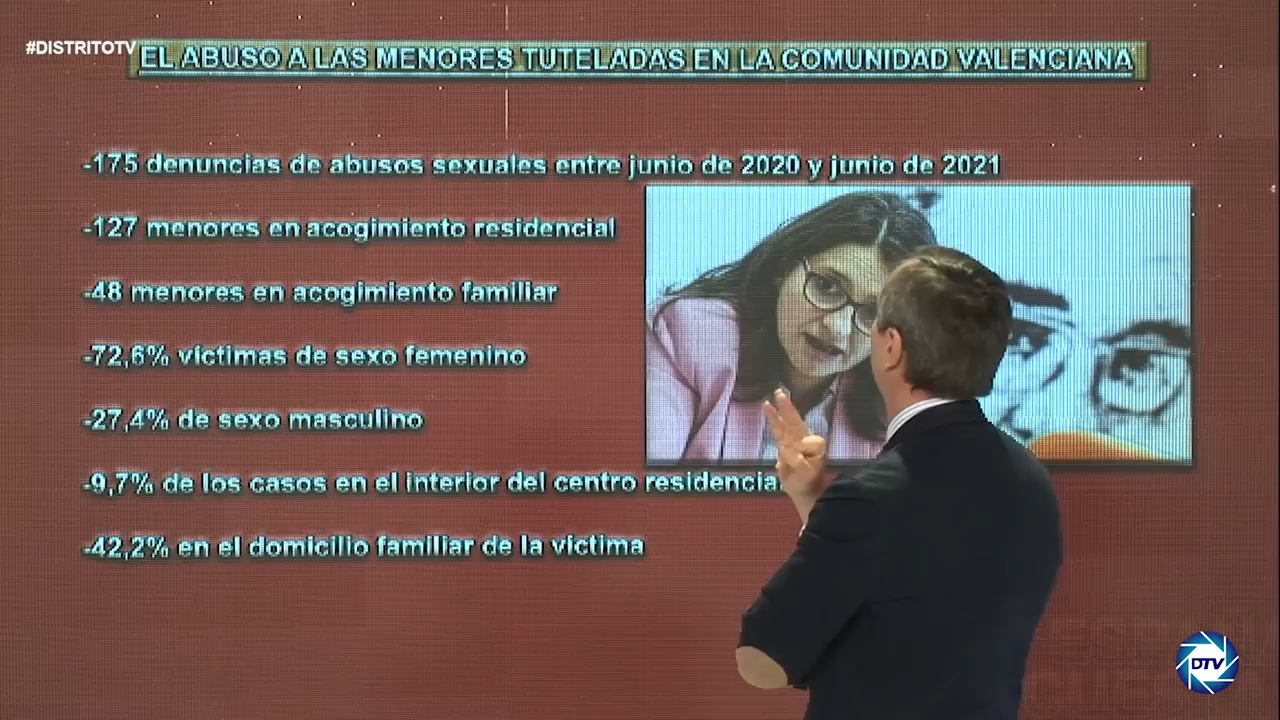 #DISTRITOTV
EL ABUSO A LAS MENORES TUTELADAS EN LA COMUNIDAD VALENCIANA
-175 denuncias de abusos sexuales entre junio de 2020 y junio de 2021
-127 menores en acogimiento residencial
-48 menores en acogimiento familiar
-72,6% víctimas de sexo femenino
-27,4% de sexo masculino
-9,7% de los casos en el interior del centro residencial
-42,2% en el domicilio familiar de la víctima
DTV